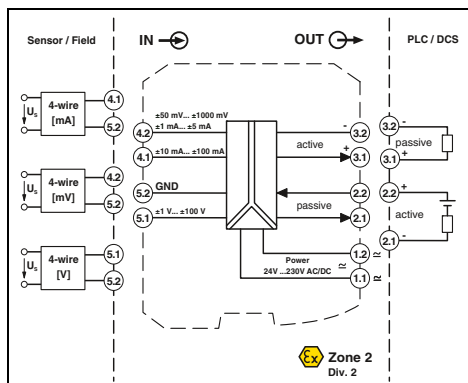 Sensor / Field
IN
OUT
PLC / DCS
Us
4-wire
[mA]
4.1
5.2
Us
4-wire
[mV]
4.2
5.2
Us
4-wire
[V]
5.1
5.2
±50 mV... ±1000 mV
±1 mA... ±5 mA
4.2
±10 mA... ±100 mA
4.1
GND
5.2
±1 V... ±100 V
5.1
-
3.2
active
+
3.1
2.2
passive
2.1
Power
24V ...230V AC/DC
1.2
≂
≂
1.1
≂
3.2
-
passive
3.1
+
2.2
+
active
2.1
-
Ex
Zone 2
Div. 2